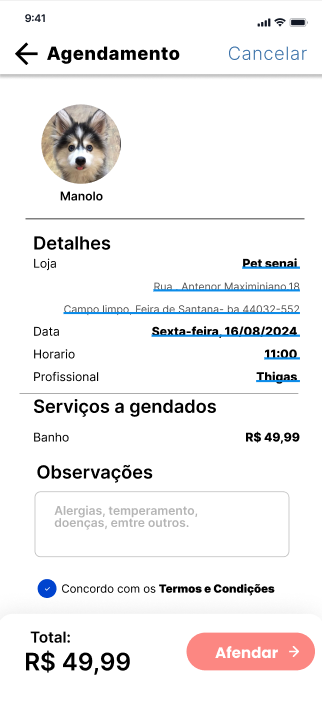 9:41
Agendamento
Cancelar
Manolo
Detalhes
Loja Pet senai
Rua . Antenor Maximiniano,18
Campo limpo, Feira de Santana- ba 44032-552
Data Sexta-feira, 16/08/2024
Horario 11:00
Profissional Thigas
Serviços a gendados
Banho R$ 49,99
Observações
Alergias, temperamento,
doenças, emtre outros.
Concordo com os Termos e Condições
Total:
R$ 49,99
Afendar